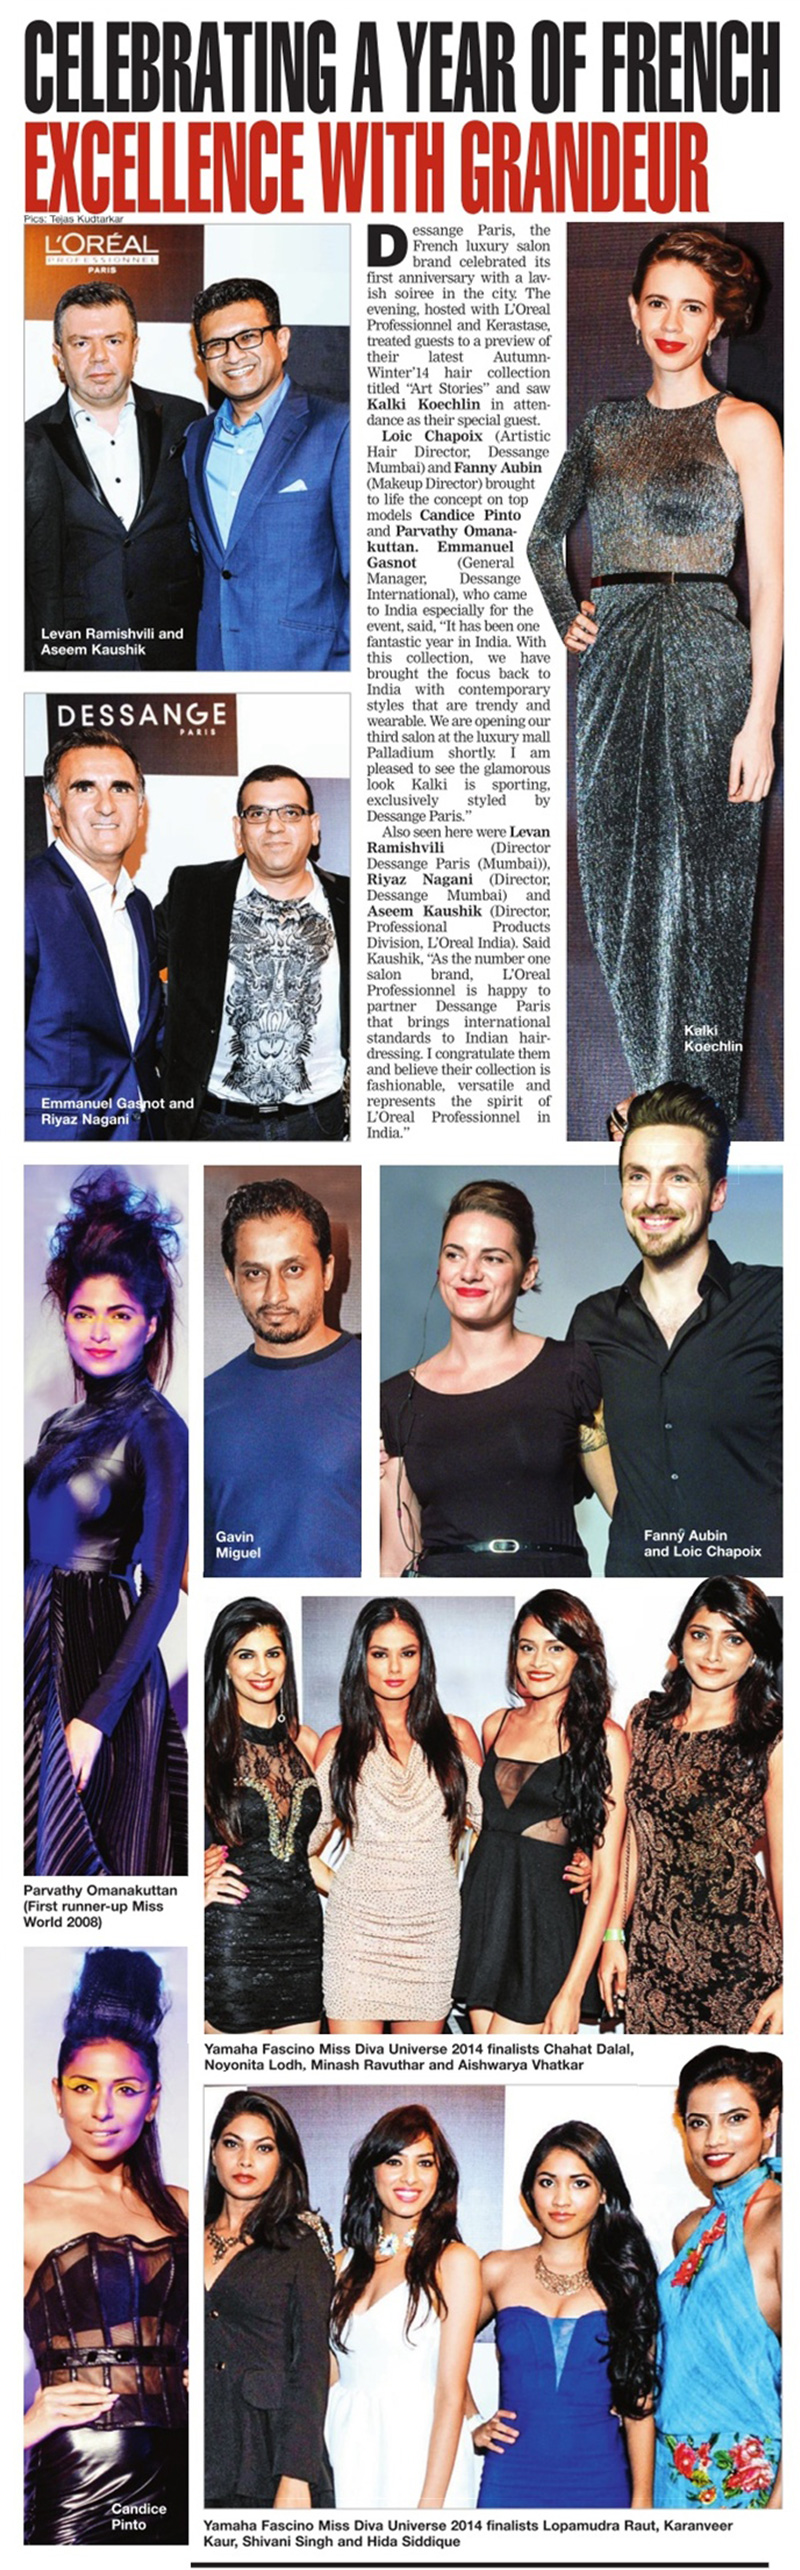 CELEBRATING A YEAR OF FRENCH
EXCELLENCE WITH GRANDEUR
Pics: Tejas Kudtarkar
L'ORÉAL
PROFESSIONNEL
PARIS
Levan Ramishvili and
Aseem Kaushik
DESSANGE
PARIS
Emmanuel Gasnot and
Riyaz Nagani
Dessange Paris, the
French luxury salon
brand celebrated its
first anniversary with a lav-
ish soiree in the city. The
evening, hosted with L'Oreal
Professionnel and Kerastase,
treated guests to a preview of
their latest Autumn-
Winter'14 hair collection
titled "Art Stories" and saw
Kalki Koechlin in atten-
dance as their special guest.
Loic Chapoix (Artistic
Hair Director, Dessange
Mumbai) and Fanny Aubin
(Makeup Director) brought
to life the concept on top
models Candice Pinto
and Parvathy Omana-
kuttan. Emmanuel
Gasnot (General
Manager, Dessange
International), who came
to India especially for the
event, said, "It has been one
fantastic year in India. With
this collection, we have
brought the focus back to
India with contemporary
styles that are trendy and
wearable. We are opening our
third salon at the luxury mall
Palladium shortly. I am
pleased to see the glamorous
look Kalki is sporting,
exclusively styled by
Dessange Paris."
Also seen here were Levan
Ramishvili (Director
Dessange Paris (Mumbai)),
Riyaz Nagani (Director,
Dessange Mumbai) and
Aseem Kaushik (Director,
Professional Products
Division, L'Oreal India). Said
Kaushik, "As the number one
salon brand, L'Oreal
Professionnel is happy to
partner Dessange Paris
that brings international
standards to Indian hair-
dressing. I congratulate them
and believe their collection is
fashionable, versatile and
represents the spirit of
L'Oreal Professionnel in
India."
Kalki
Koechlin
Gavin
Miguel
Fanny Aubin
and Loic Chapoix
Parvathy Omanakuttan
(First runner-up Miss
World 2008)
Yamaha Fascino Miss Diva Universe 2014 finalists Chahat Dalal,
Noyonita Lodh, Minash Ravuthar and Aishwarya Vhatkar
Candice
Pinto
Yamaha Fascino Miss Diva Universe 2014 finalists Lopamudra Raut, Karanveer
Kaur, Shivani Singh and Hida Siddique